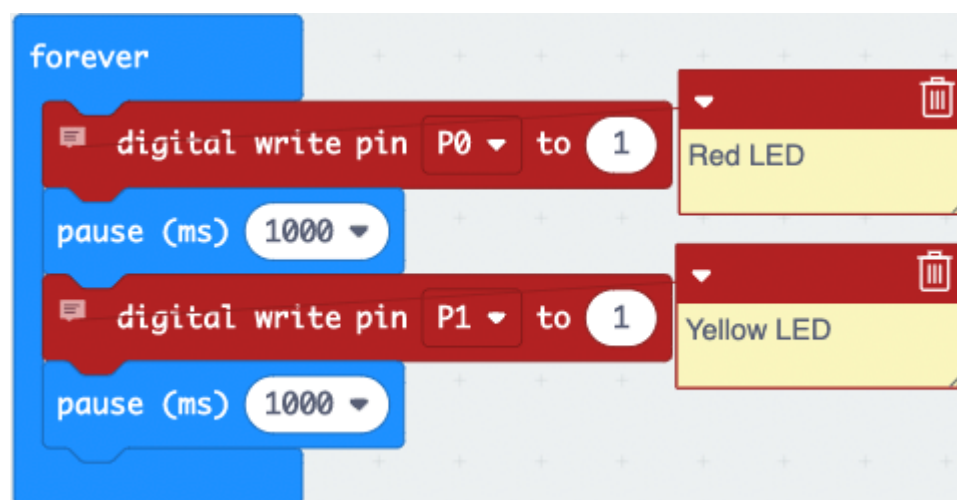 forever
digital write pin P0 to 1
Red LED
pause (ms) 1000
digital write pin P1 to 1
Yellow LED
pause (ms) 1000